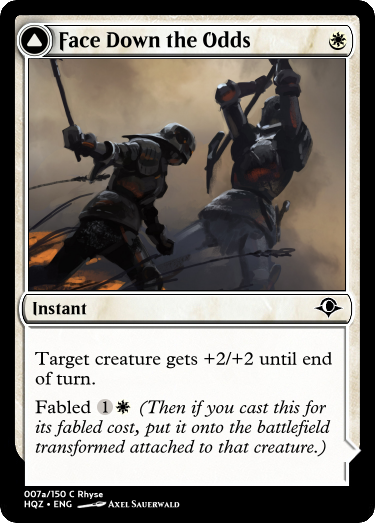 Face Down the Odds
Instant
Target creature gets +2/+2 until end
of turn.
Fabled 1 (Then if you cast this for
its fabled cost, put it onto the battlefield
transformed attached to that creature.)
007a/150 C Rhyse
HQZ • ENG Axel Sauerwald